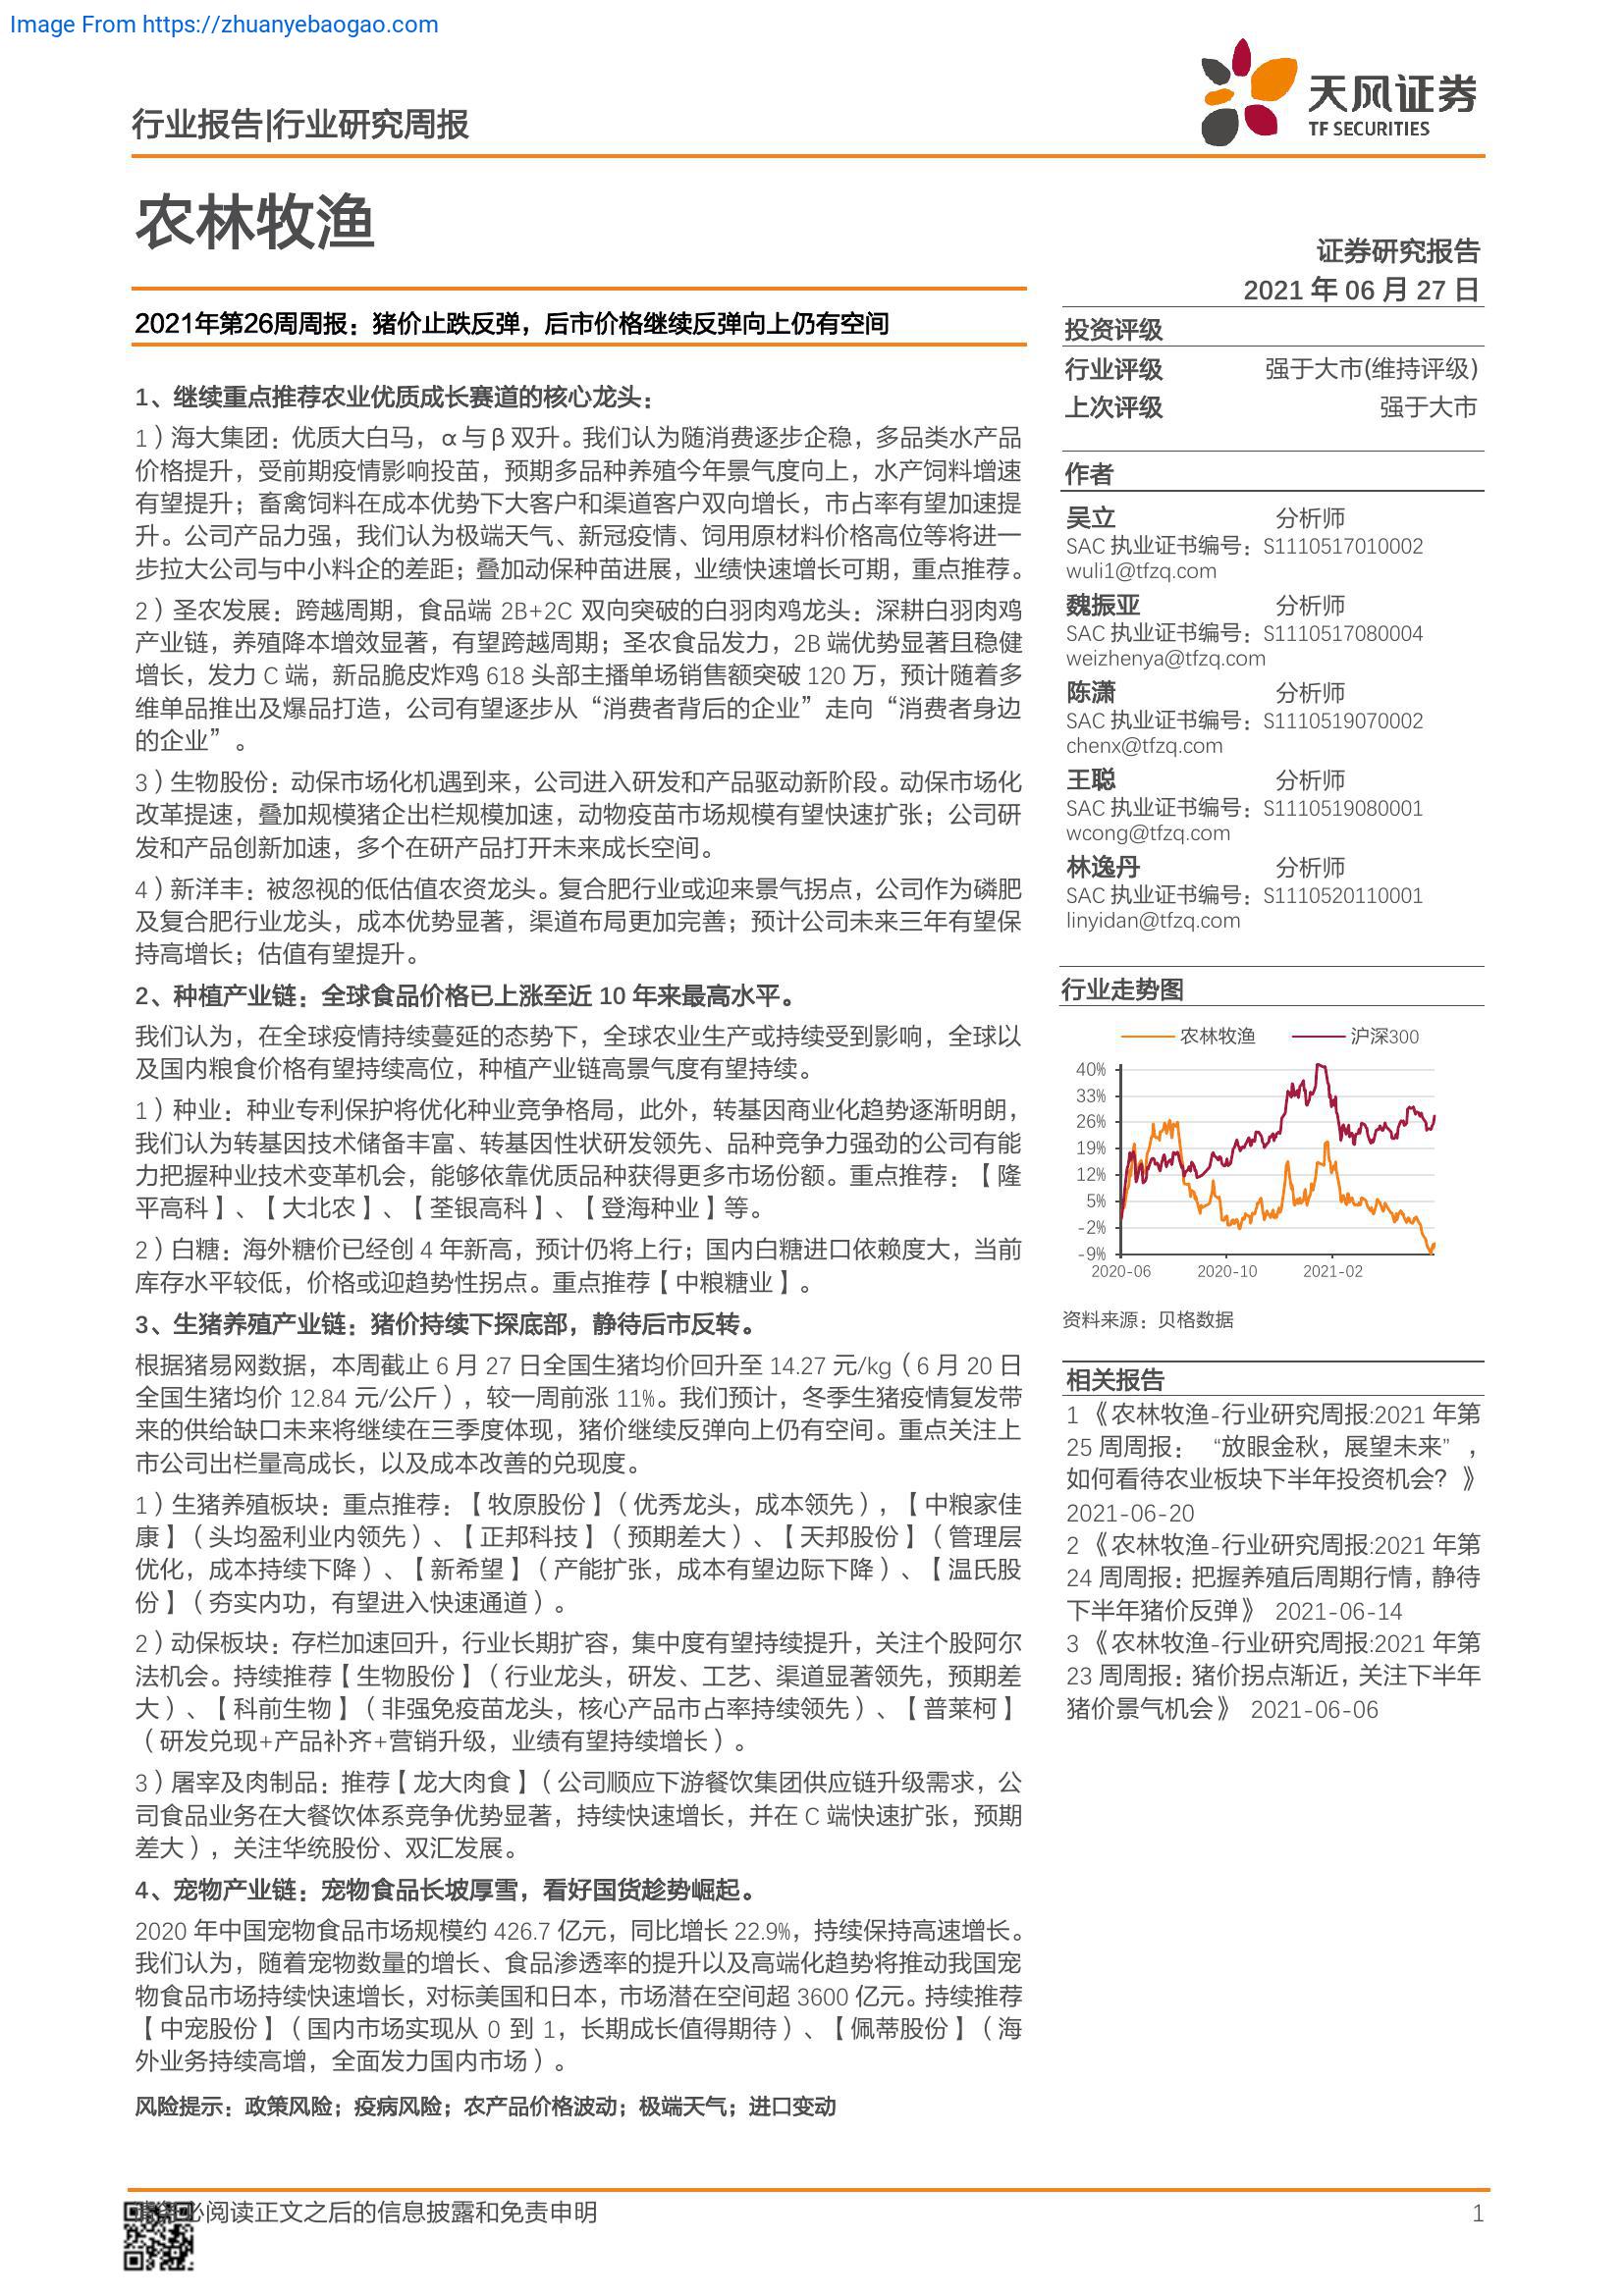 Image From https://zhuanyebaogao.com
天风证券
TF SECURITIES
行业报告|行业研究周报
农林牧渔
证券研究报告
2021 年 06 月 27 日
2021年第26周周报：猪价止跌反弹，后市价格继续反弹向上仍有空间
1、继续重点推荐农业优质成长赛道的核心龙头：
1）海大集团：优质大白马，α与β双升。我们认为随消费逐步企稳，多品类水产品
价格提升，受前期疫情影响投苗，预期多品种养殖今年景气度向上，水产饲料增速
有望提升；畜禽饲料在成本优势下大客户和渠道客户双向增长，市占率有望加速提
升。公司产品力强，我们认为极端天气、新冠疫情、饲用原材料价格高位等将进一
步拉大公司与中小料企的差距；叠加动保种苗进展，业绩快速增长可期，重点推荐。
2）圣农发展：跨越周期，食品端 2B+2C 双向突破的白羽肉鸡龙头：深耕白羽肉鸡
产业链，养殖降本增效显著，有望跨越周期；圣农食品发力，2B 端优势显著且稳健
增长，发力 C 端，新品脆皮炸鸡 618 头部主播单场销售额突破 120 万，预计随着多
维单品推出及爆品打造，公司有望逐步从“消费者背后的企业”走向“消费者身边
的企业”。
3）生物股份：动保市场化机遇到来，公司进入研发和产品驱动新阶段。动保市场化
改革提速，叠加规模猪企出栏规模加速，动物疫苗市场规模有望快速扩张；公司研
发和产品创新加速，多个在研产品打开未来成长空间。
4）新洋丰：被忽视的低估值农资龙头。复合肥行业或迎来景气拐点，公司作为磷肥
及复合肥行业龙头，成本优势显著，渠道布局更加完善；预计公司未来三年有望保
持高增长；估值有望提升。
2、种植产业链：全球食品价格已上涨至近 10 年来最高水平。
我们认为，在全球疫情持续蔓延的态势下，全球农业生产或持续受到影响，全球以
及国内粮食价格有望持续高位，种植产业链高景气度有望持续。
1）种业：种业专利保护将优化种业竞争格局，此外，转基因商业化趋势逐渐明朗，
我们认为转基因技术储备丰富、转基因性状研发领先、品种竞争力强劲的公司有能
力把握种业技术变革机会，能够依靠优质品种获得更多市场份额。重点推荐：【隆
平高科】、【大北农】、【荃银高科】、【登海种业】等。
2）白糖：海外糖价已经创 4 年新高，预计仍将上行；国内白糖进口依赖度大，当前
库存水平较低，价格或迎趋势性拐点。重点推荐【中粮糖业】。
3、生猪养殖产业链：猪价持续下探底部，静待后市反转。
根据猪易网数据，本周截止 6 月 27 日全国生猪均价回升至 14.27 元/kg（6 月 20 日
全国生猪均价 12.84 元/公斤），较一周前涨 11%。我们预计，冬季生猪疫情复发带
来的供给缺口未来将继续在三季度体现，猪价继续反弹向上仍有空间。重点关注上
市公司出栏量高成长，以及成本改善的兑现度。
1）生猪养殖板块：重点推荐：【牧原股份】（优秀龙头，成本领先），【中粮家佳
康】（头均盈利业内领先）、【正邦科技】（预期差大）、【天邦股份】（管理层
优化，成本持续下降）、【新希望】（产能扩张，成本有望边际下降）、【温氏股
份】（夯实内功，有望进入快速通道）。
2）动保板块：存栏加速回升，行业长期扩容，集中度有望持续提升，关注个股阿尔
法机会。持续推荐【生物股份】（行业龙头，研发、工艺、渠道显著领先，预期差
大）、【科前生物】（非强免疫苗龙头，核心产品市占率持续领先）、【普莱柯】
（研发兑现+产品补齐+营销升级，业绩有望持续增长）。
3）屠宰及肉制品：推荐【龙大肉食】（公司顺应下游餐饮集团供应链升级需求，公
司食品业务在大餐饮体系竞争优势显著，持续快速增长，并在 C 端快速扩张，预期
差大），关注华统股份、双汇发展。
4、宠物产业链：宠物食品长坡厚雪，看好国货趁势崛起。
2020 年中国宠物食品市场规模约 426.7 亿元，同比增长 22.9%，持续保持高速增长。
我们认为，随着宠物数量的增长、食品渗透率的提升以及高端化趋势将推动我国宠
物食品市场持续快速增长，对标美国和日本，市场潜在空间超 3600 亿元。持续推荐
【中宠股份】（国内市场实现从 0 到 1，长期成长值得期待）、【佩蒂股份】（海
外业务持续高增，全面发力国内市场）。
风险提示：政策风险；疫病风险；农产品价格波动；极端天气；进口变动
投资评级
行业评级 强于大市(维持评级)
上次评级 强于大市
作者
吴立 分析师
SAC 执业证书编号：S1110517010002
wuli1@tfzq.com
魏振亚 分析师
SAC 执业证书编号：S1110517080004
weizhenya@tfzq.com
陈潇 分析师
SAC 执业证书编号：S1110519070002
chenx@tfzq.com
王聪 分析师
SAC 执业证书编号：S1110519080001
wcong@tfzq.com
林逸丹 分析师
SAC 执业证书编号：S1110520110001
linyidan@tfzq.com
行业走势图
农林牧渔 沪深300
40%
33%
26%
19%
12%
5%
-2%
-9%
2020-06 2020-10 2021-02
资料来源：贝格数据
相关报告
1 《农林牧渔-行业研究周报:2021 年第
25 周周报： “放眼金秋，展望未来”，
如何看待农业板块下半年投资机会？》
2021-06-20
2 《农林牧渔-行业研究周报:2021 年第
24 周周报：把握养殖后周期行情，静待
下半年猪价反弹》 2021-06-14
3 《农林牧渔-行业研究周报:2021 年第
23 周周报：猪价拐点渐近，关注下半年
猪价景气机会》 2021-06-06
必阅读正文之后的信息披露和免责申明
1